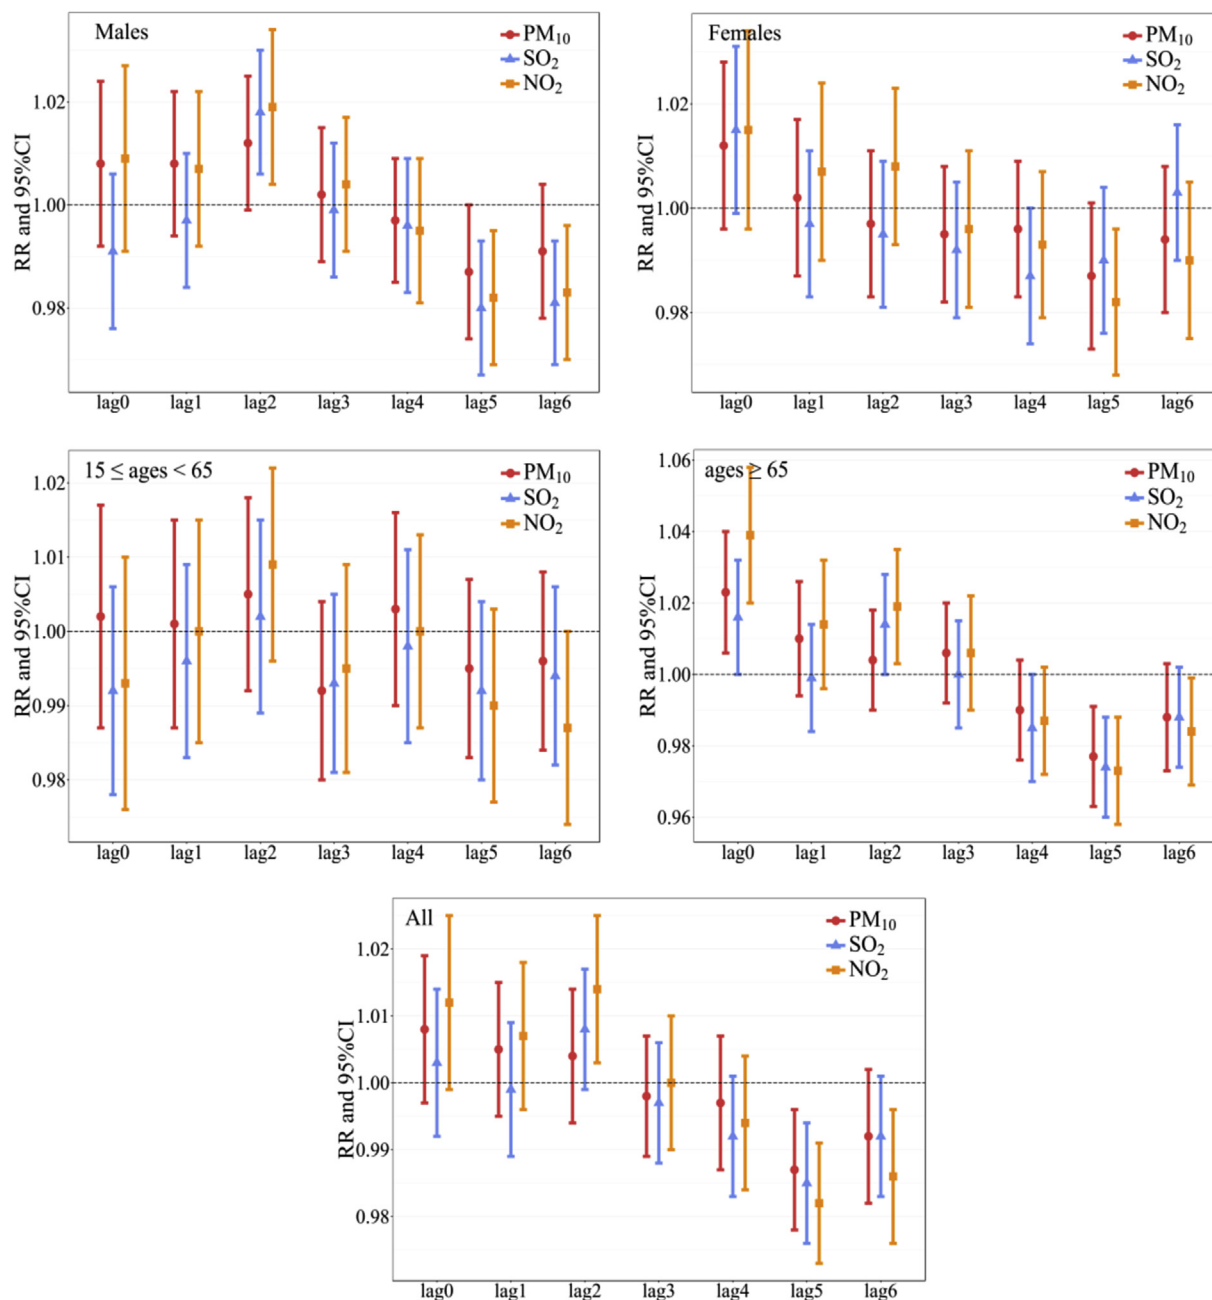 Males
PM10
SO2
NO2
RR and 95%CI
1.02
1.00
0.98
lag0 lag1 lag2 lag3 lag4 lag5 lag6
Females
PM10
SO2
NO2
RR and 95%CI
1.02
1.00
0.98
lag0 lag1 lag2 lag3 lag4 lag5 lag6
15 ≤ ages < 65
PM10
SO2
NO2
RR and 95%CI
1.02
1.01
1.00
0.99
0.98
lag0 lag1 lag2 lag3 lag4 lag5 lag6
ages ≥ 65
PM10
SO2
NO2
RR and 95%CI
1.06
1.04
1.02
1.00
0.98
0.96
lag0 lag1 lag2 lag3 lag4 lag5 lag6
All
PM10
SO2
NO2
RR and 95%CI
1.02
1.01
1.00
0.99
0.98
lag0 lag1 lag2 lag3 lag4 lag5 lag6